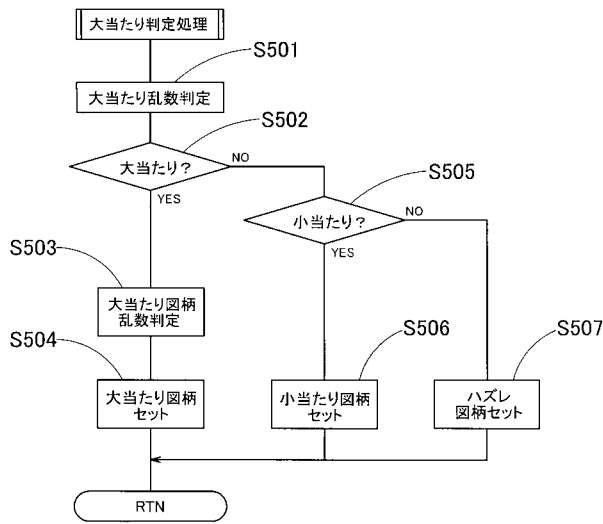 大当たり判定処理
S501
大当たり乱数判定
S502
大当たり?
NO
YES
S505
小当たり?
NO
YES
S503
大当たり図柄
乱数判定
S504
大当たり図柄
セット
S506
小当たり図柄
セット
S507
ハズレ
図柄セット
RTN